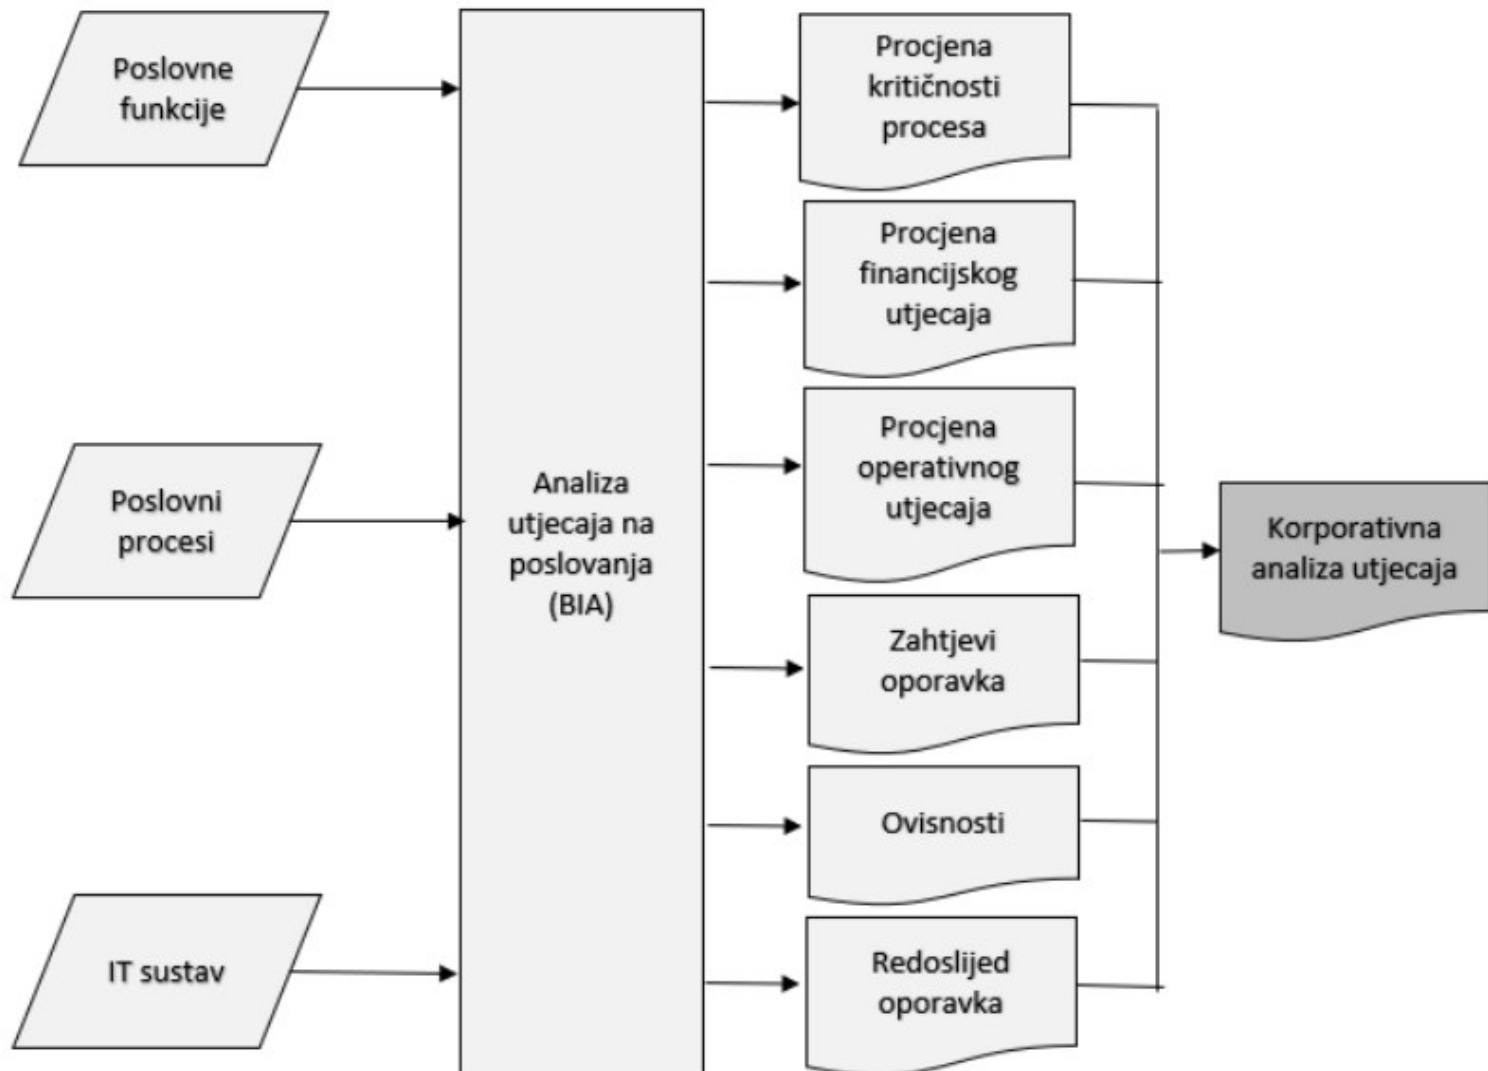 Poslovne
funkcije
Poslovni
procesi
IT sustav
Analiza
utjecaja na
poslovanja
(BIA)
Procjena
kritičnosti
procesa
Procjena
financijskog
utjecaja
Procjena
operativnog
utjecaja
Zahtjevi
oporavka
Ovisnosti
Redoslijed
oporavka
Korporativna
analiza utjecaja